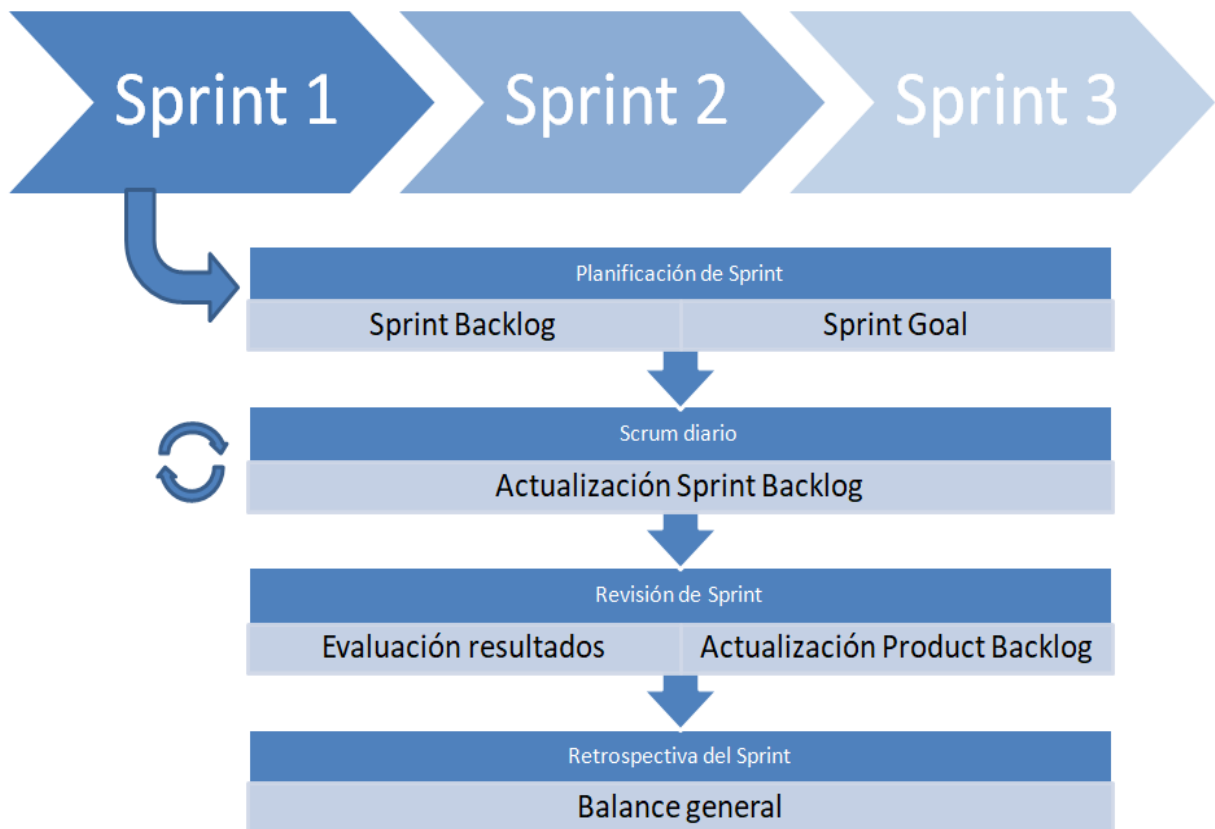 Sprint 1
Sprint 2
Sprint 3
Planificación de Sprint
Sprint Backlog
Sprint Goal
Scrum diario
Actualización Sprint Backlog
Revisión de Sprint
Evaluación resultados
Actualización Product Backlog
Retrospectiva del Sprint
Balance general